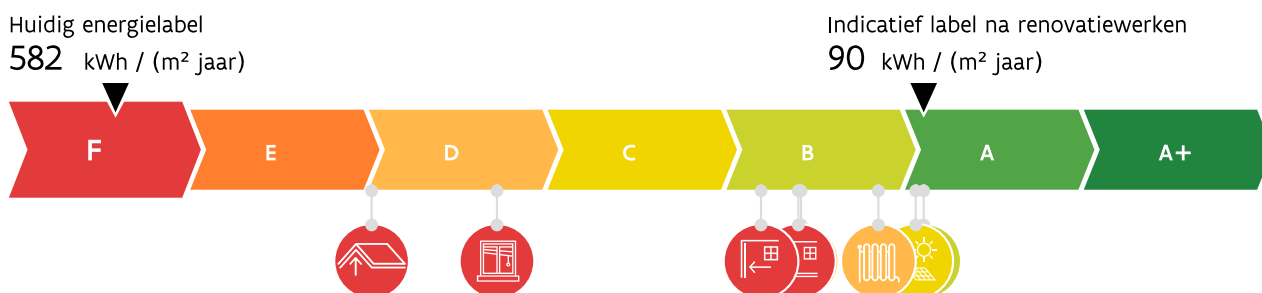 Huidig energielabel
582 kWh / (m² jaar)
Indicatief label na renovatiewerken
90 kWh / (m² jaar)
F E D C B A A+